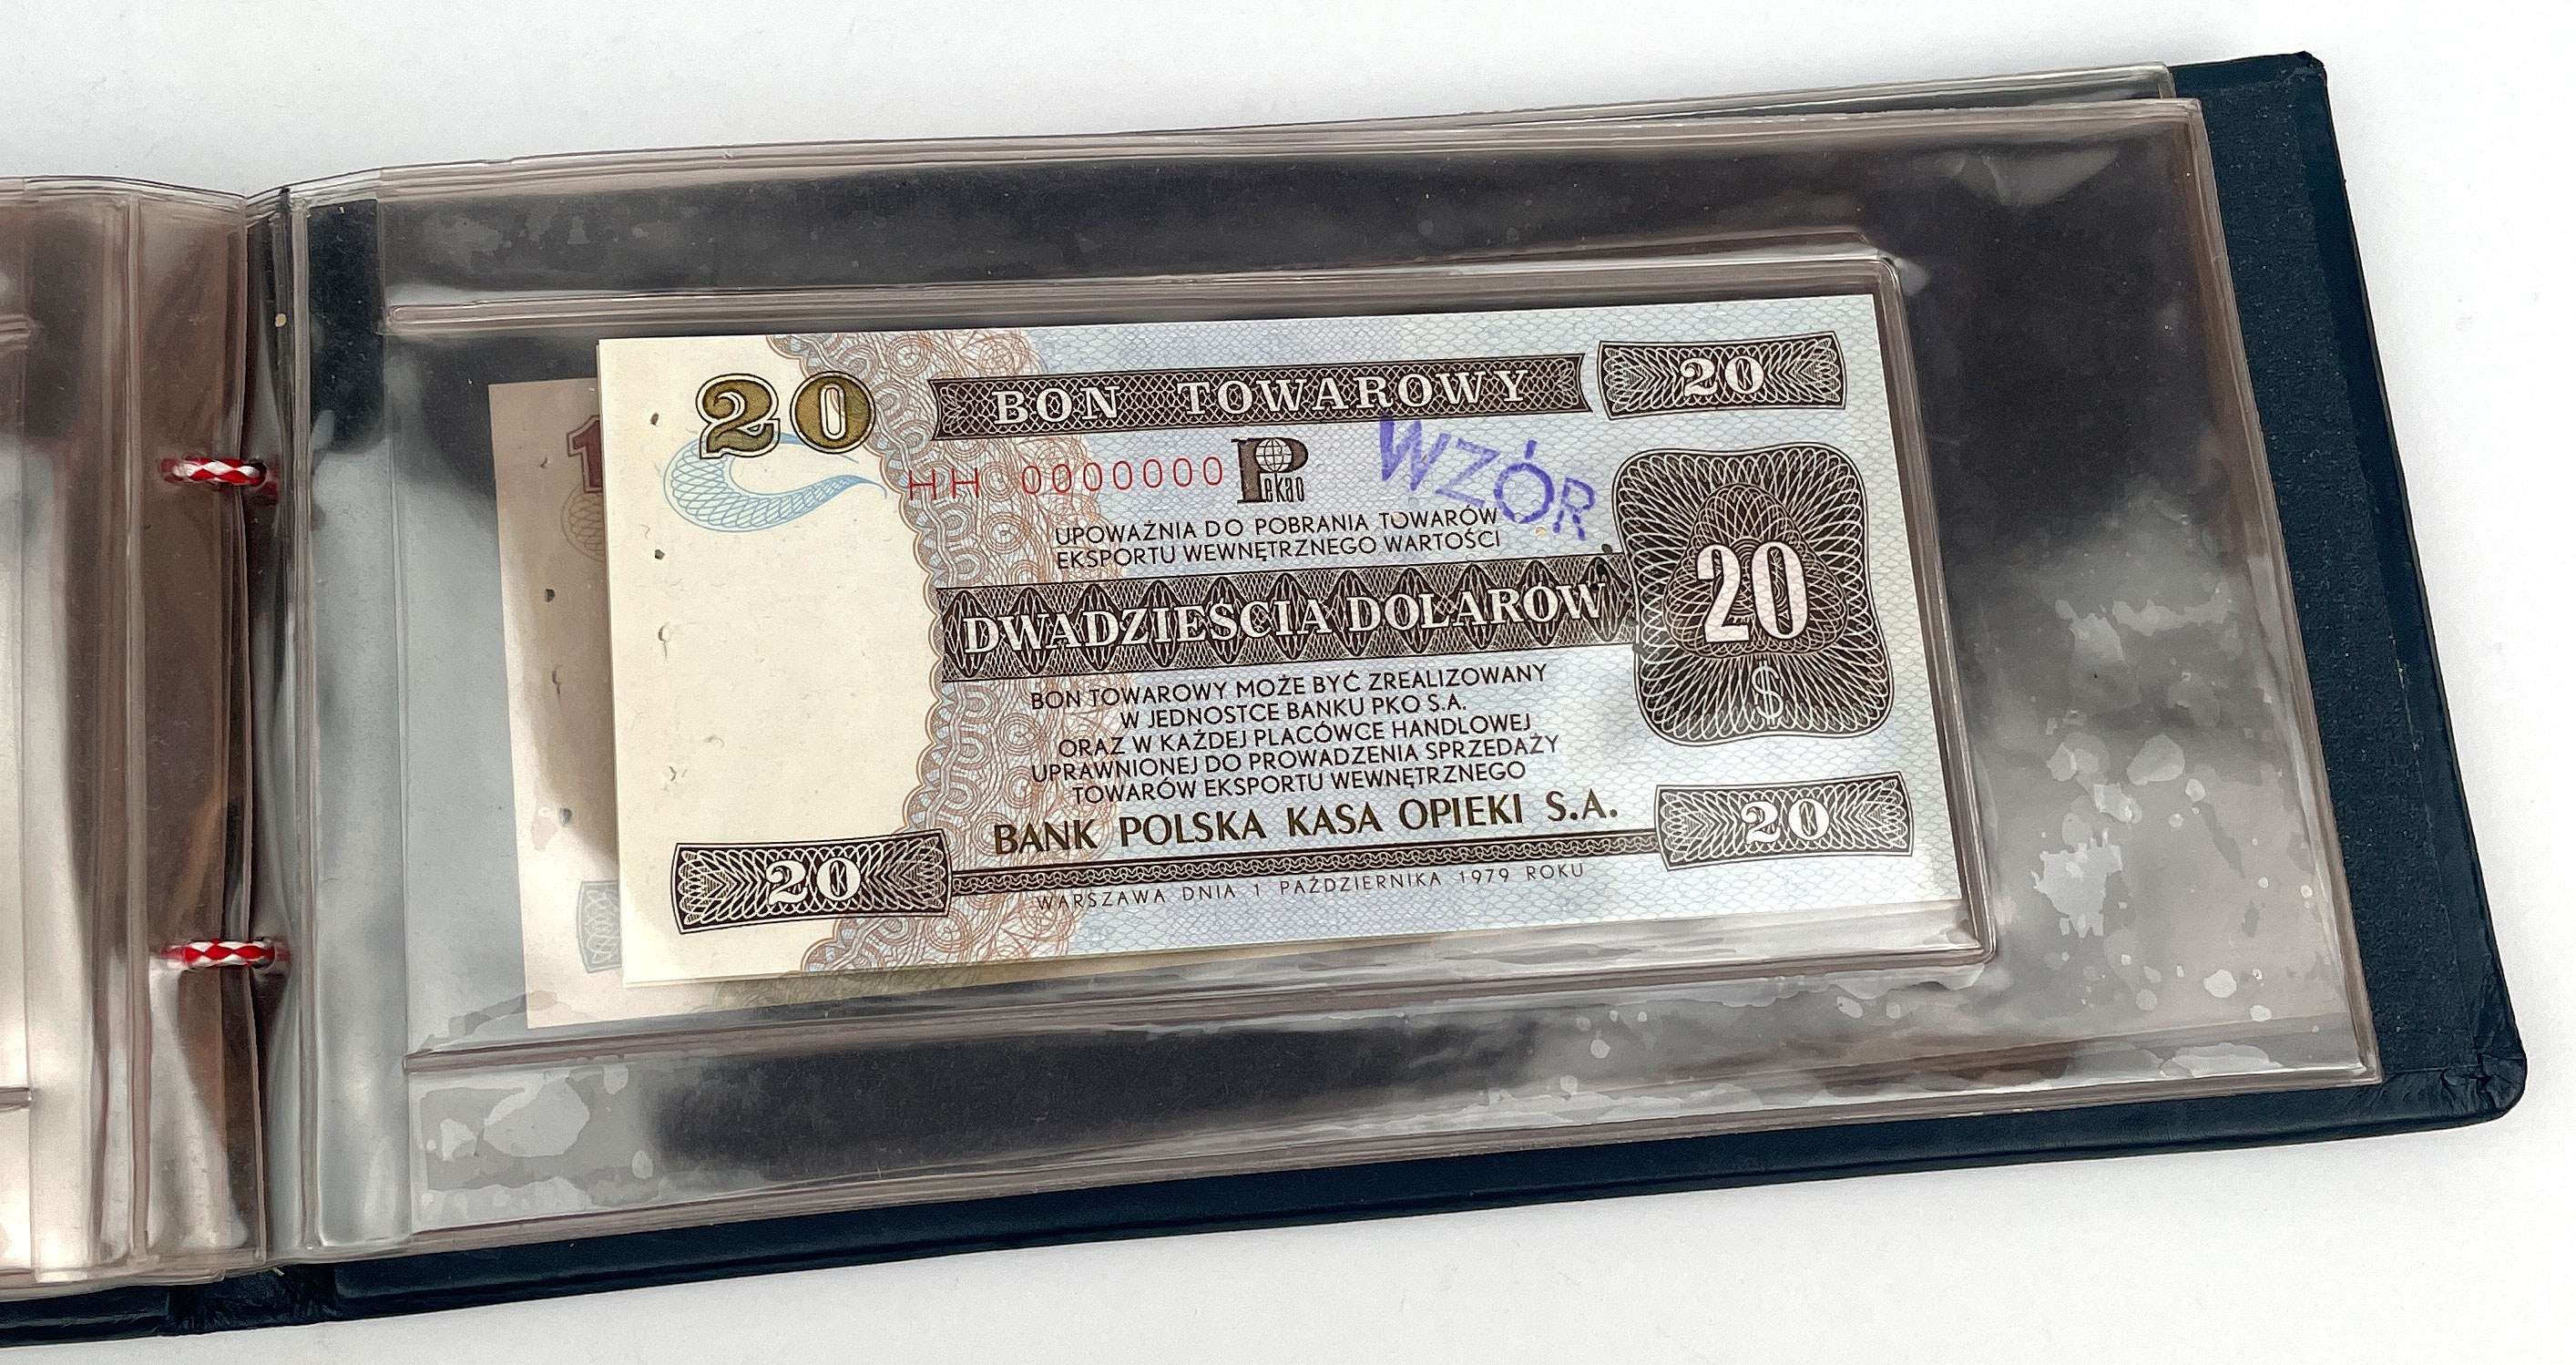 20 BON TOWAROWY 20
HH 0000000 Pekao WZÓR
UPOWAŻNIA DO POBRANIA TOWARÓW
EKSPORTU WEWNĘTRZNEGO WARTOŚCI
DWADZIEŚCIA DOLARÓW
20
$
BON TOWAROWY MOŻE BYĆ ZREALIZOWANY
W JEDNOSTCE BANKU PKO S.A.
ORAZ W KAŻDEJ PLACÓWCE HANDLOWEJ
UPRAWNIONEJ DO PROWADZENIA SPRZEDAŻY
TOWARÓW EKSPORTU WEWNĘTRZNEGO
BANK POLSKA KASA OPIEKI S.A.
20 20
WARSZAWA DNIA 1 PAŹDZIERNIKA 1979 ROKU